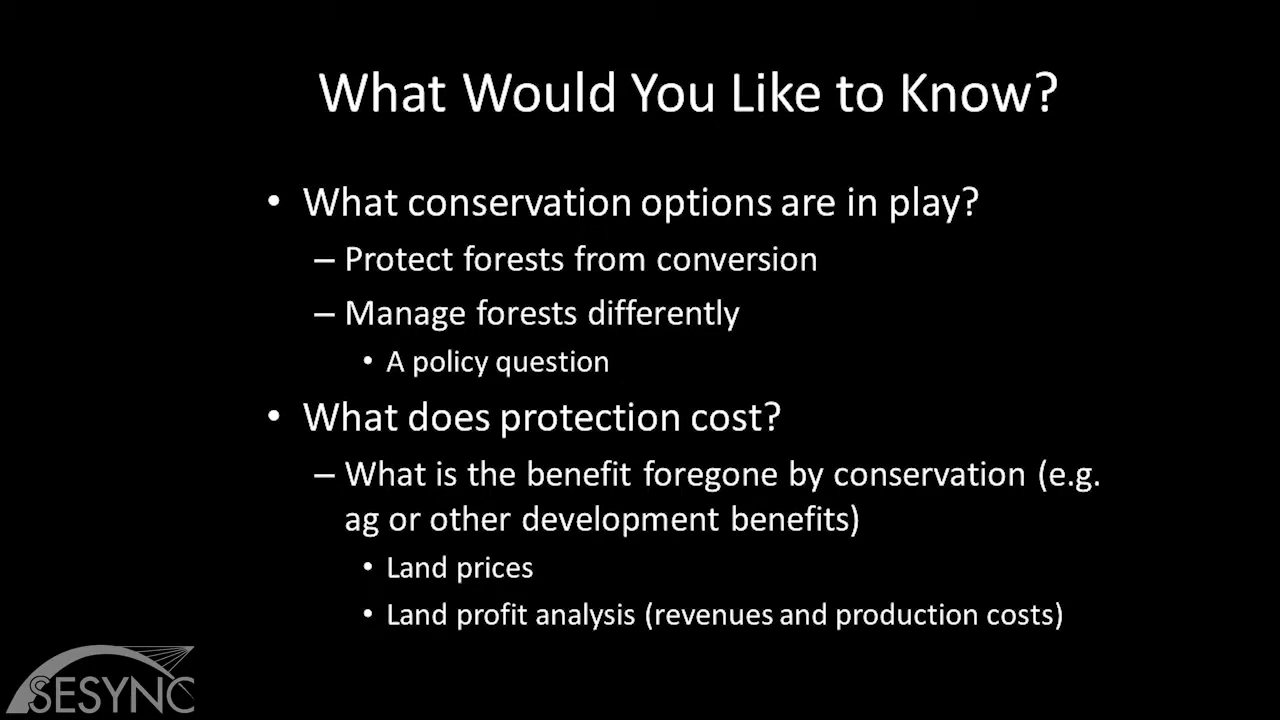 What Would You Like to Know?
• What conservation options are in play?
– Protect forests from conversion
– Manage forests differently
• A policy question
• What does protection cost?
– What is the benefit foregone by conservation (e.g.
ag or other development benefits)
• Land prices
• Land profit analysis (revenues and production costs)
SESYNC